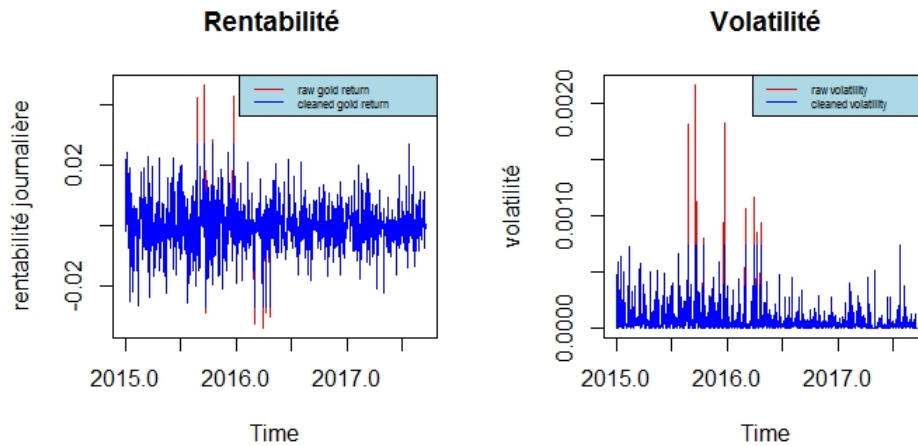 Rentabilité
raw gold return
cleaned gold return
rentabilité journalière
0.02
-0.02
2015.0 2016.0 2017.0
Time
Volatilité
raw volatility
cleaned volatility
volatilité
0.0020
0.0010
0.0000
2015.0 2016.0 2017.0
Time